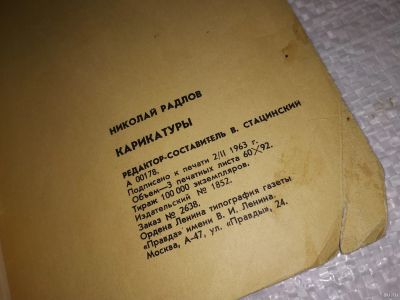 НИКОЛАЙ РАДЛОВ
КАРИКАТУРЫ
РЕДАКТОР-СОСТАВИТЕЛЬ В. СТАЦИНСКИЙ
А 00178.
Подписано к печати 2/II 1963 г.
Объем—3 печатных листа 60×92.
Тираж 100 000 экземпляров.
Издательский № 1852.
Заказ № 2638.
Ордена Ленина типография газеты
«Правда» имени В. И. Ленина.
Москва, А-47, ул. «Правды», 24.